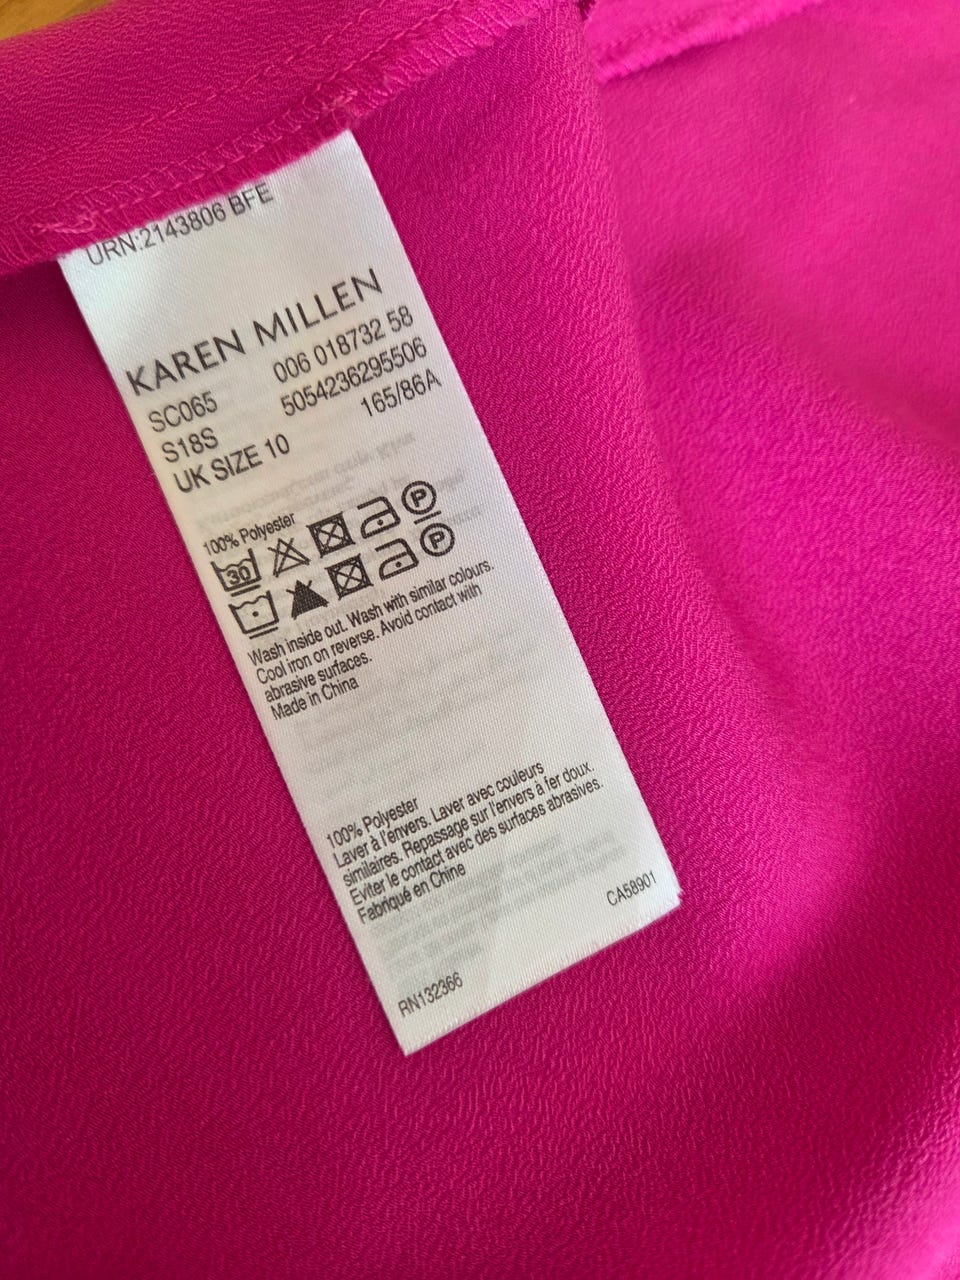 URN:2143806 BFE
KAREN MILLEN
SC065 006 018732 58
S18S 5054236295506
UK SIZE 10 165/86A
100% Polyester
30 P
P
Wash inside out. Wash with similar colours.
Cool iron on reverse. Avoid contact with
abrasive surfaces.
Made in China
100% Polyester
Laver à l'envers. Laver avec couleurs
similaires. Repassage sur l'envers à fer doux.
Eviter le contact avec des surfaces abrasives.
Fabriqué en Chine
CA58901
RN132366